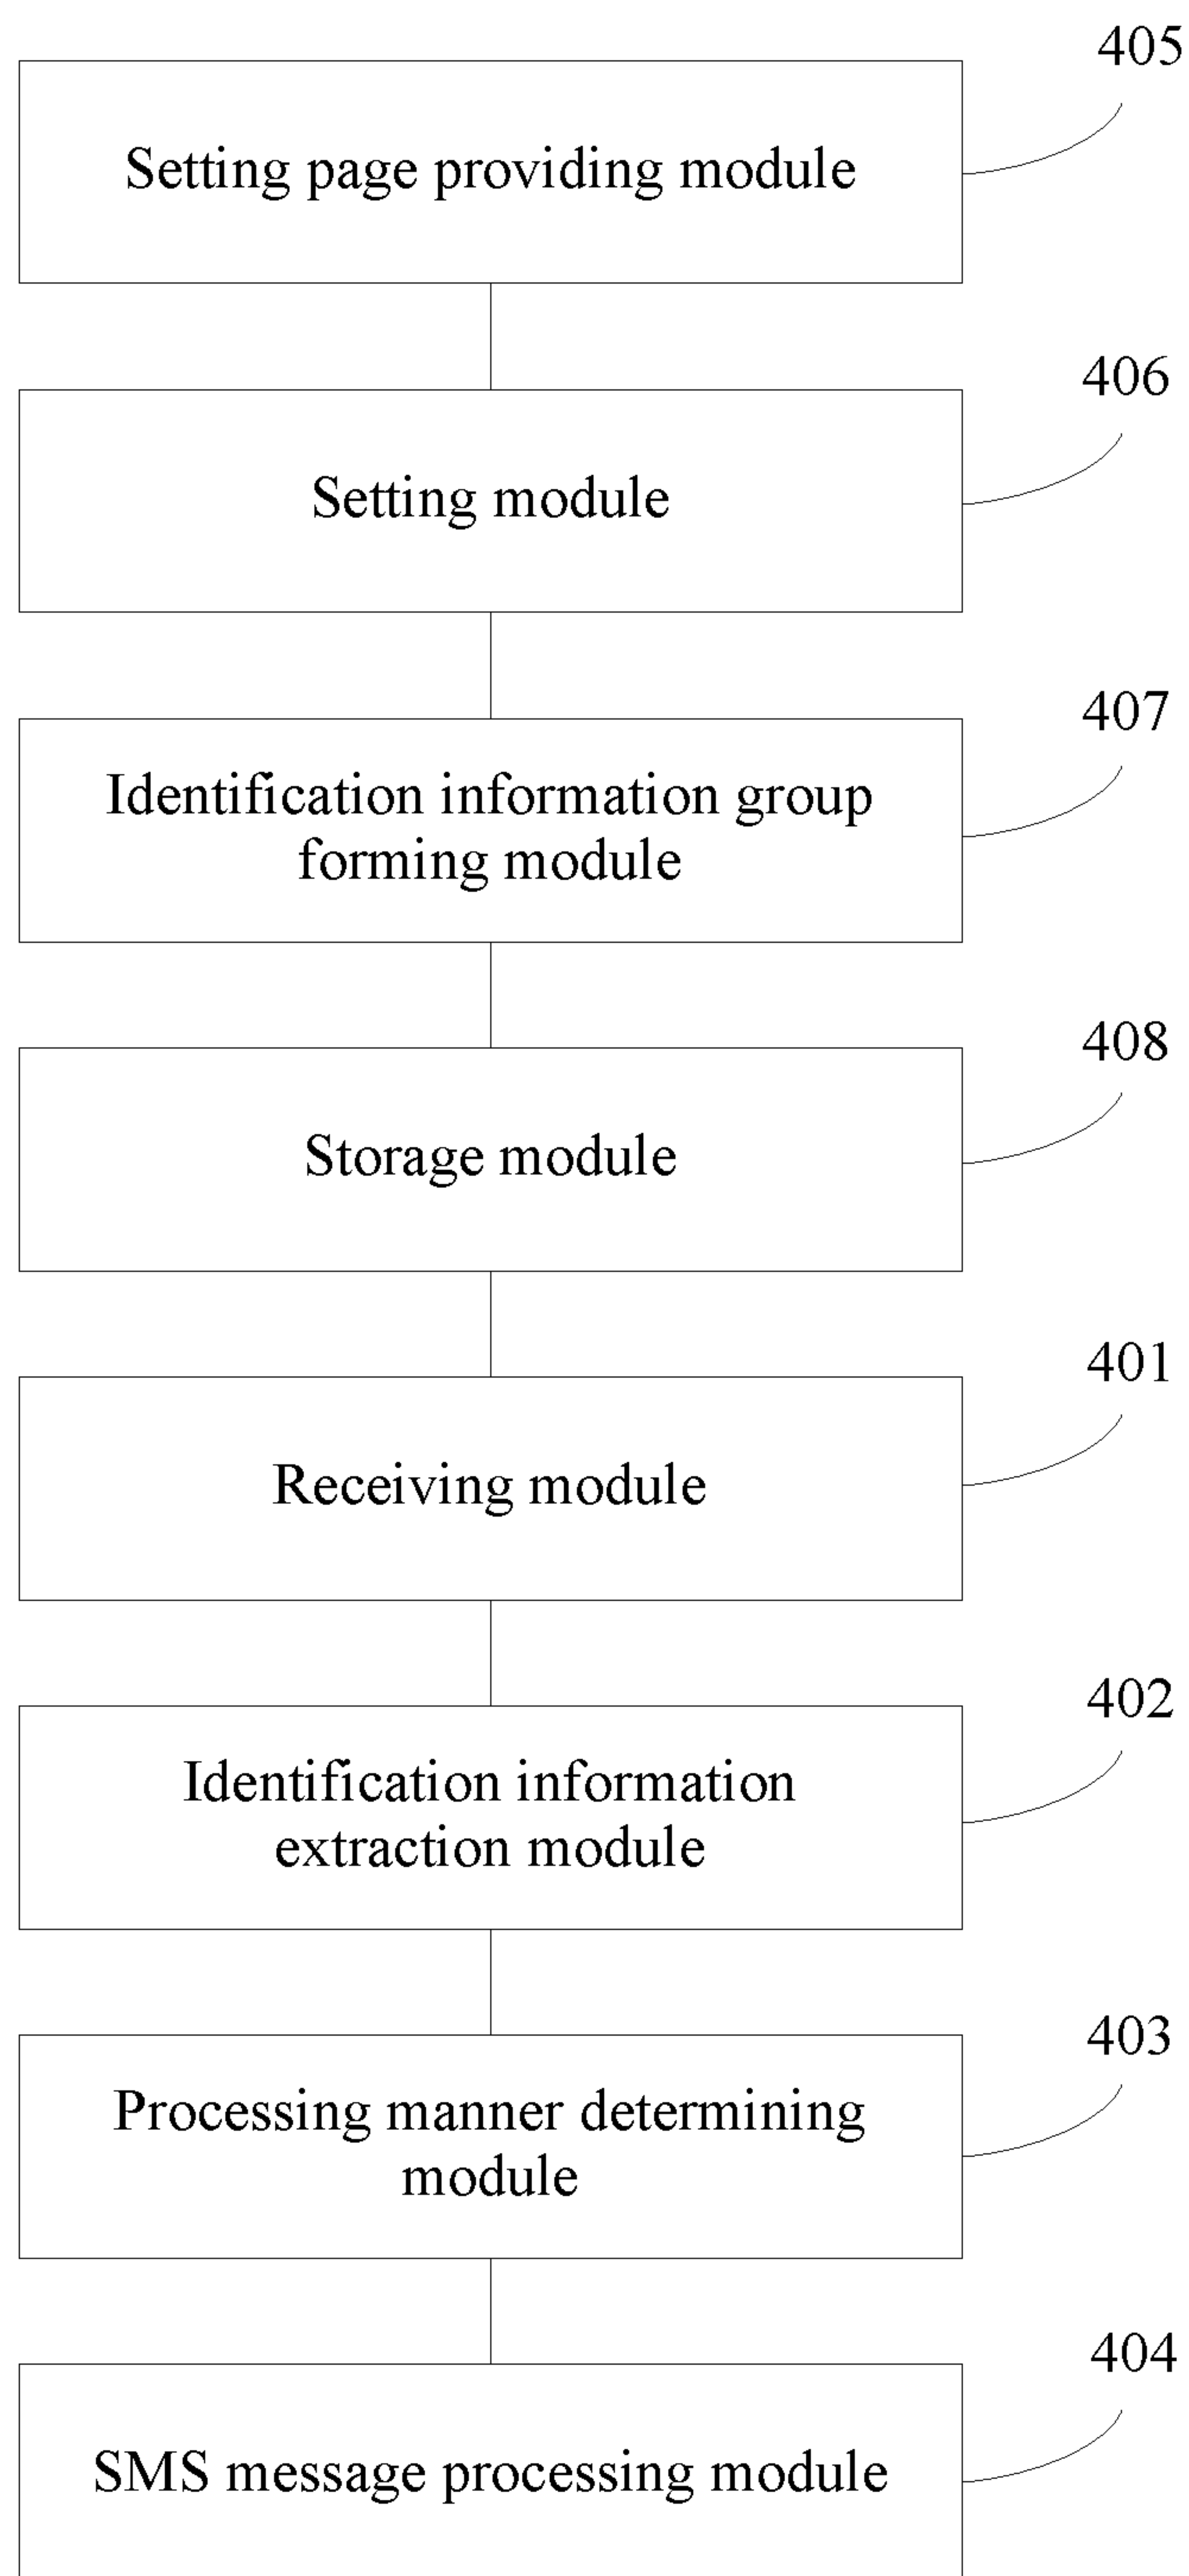 405
Setting page providing module
406
Setting module
407
Identification information group
forming module
408
Storage module
401
Receiving module
402
Identification information
extraction module
403
Processing manner determining
module
404
SMS message processing module